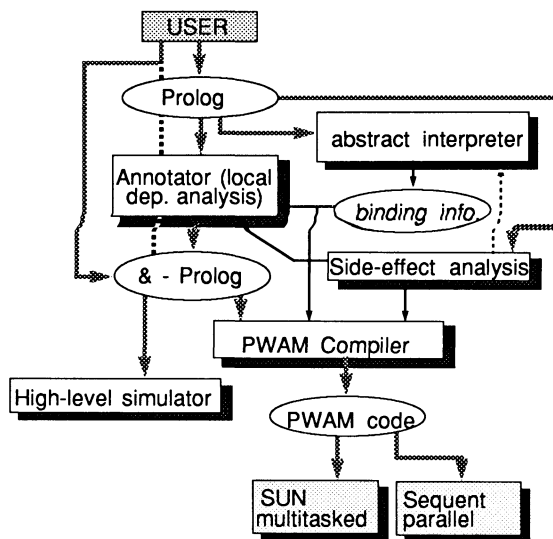 USER
Prolog
abstract interpreter
Annotator (local
dep. analysis)
binding info.
& - Prolog
Side-effect analysis
PWAM Compiler
High-level simulator
PWAM code
SUN
multitasked
Sequent
parallel